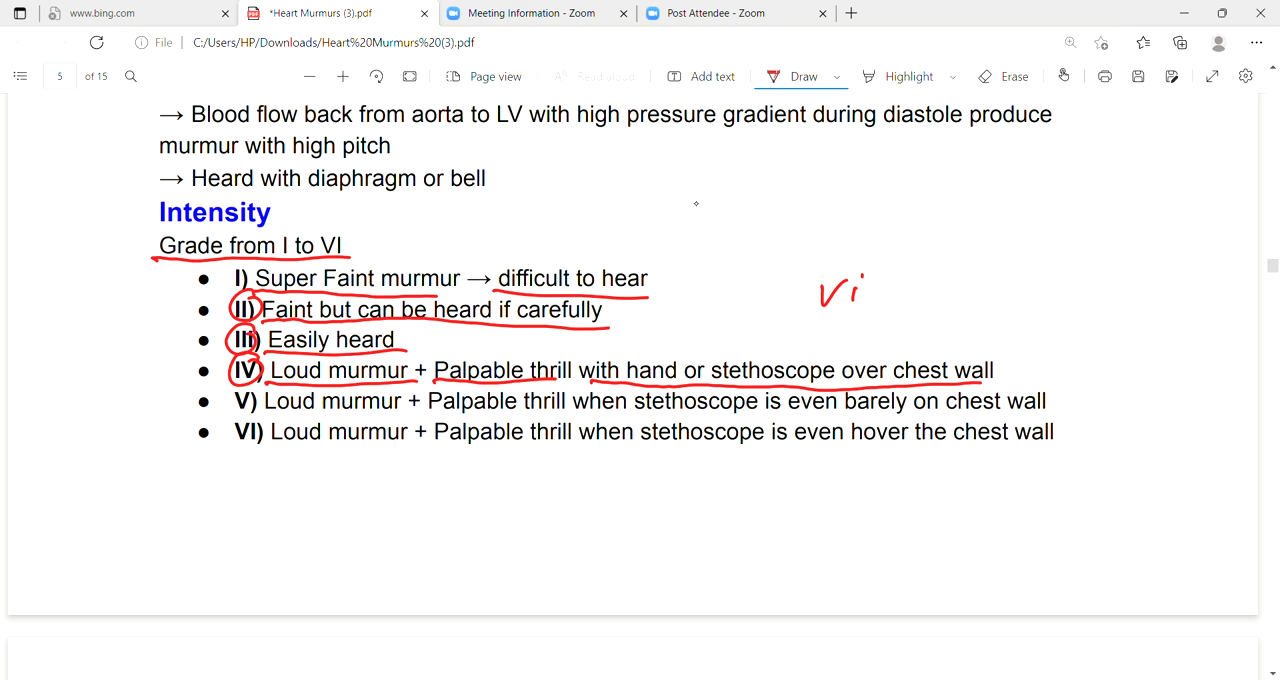 www.bing.com
*Heart Murmurs (3).pdf
Meeting Information - Zoom
Post Attendee - Zoom
File
C:/Users/HP/Downloads/Heart%20Murmurs%20(3).pdf
5 of 15
Page view
Read aloud
Add text
Draw
Highlight
Erase
→ Blood flow back from aorta to LV with high pressure gradient during diastole produce
murmur with high pitch
→ Heard with diaphragm or bell
Intensity
Grade from I to VI
● I) Super Faint murmur → difficult to hear
● II) Faint but can be heard if carefully
● III) Easily heard
● IV) Loud murmur + Palpable thrill with hand or stethoscope over chest wall
● V) Loud murmur + Palpable thrill when stethoscope is even barely on chest wall
● VI) Loud murmur + Palpable thrill when stethoscope is even hover the chest wall
Vi